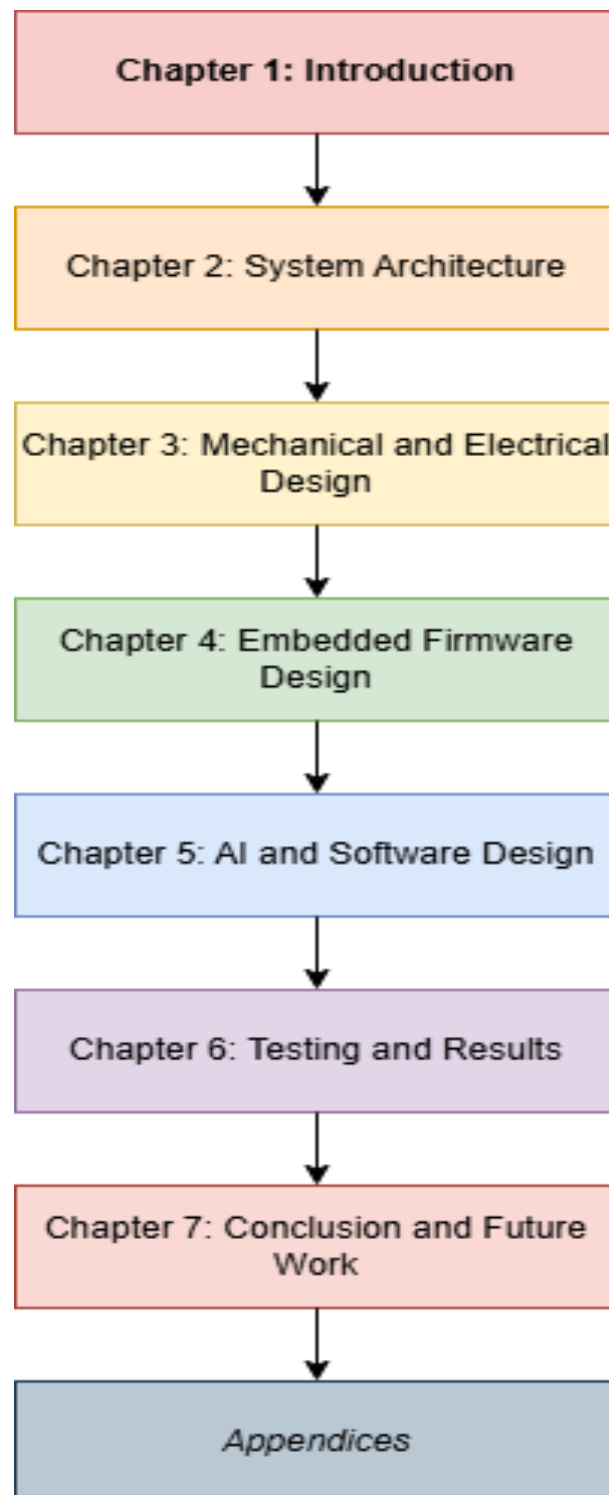 Chapter 1: Introduction
Chapter 2: System Architecture
Chapter 3: Mechanical and Electrical
Design
Chapter 4: Embedded Firmware
Design
Chapter 5: AI and Software Design
Chapter 6: Testing and Results
Chapter 7: Conclusion and Future
Work
Appendices